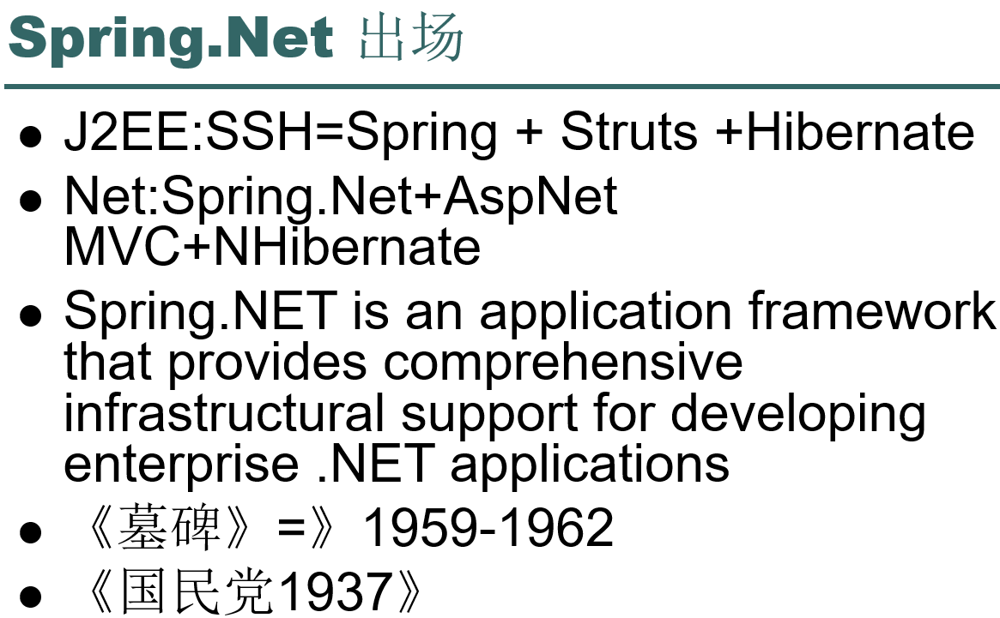 Spring.Net 出场
J2EE:SSH=Spring + Struts +Hibernate
Net:Spring.Net+AspNet
MVC+NHibernate
Spring.NET is an application framework
that provides comprehensive
infrastructural support for developing
enterprise .NET applications
《墓碑》=》1959-1962
《国民党1937》